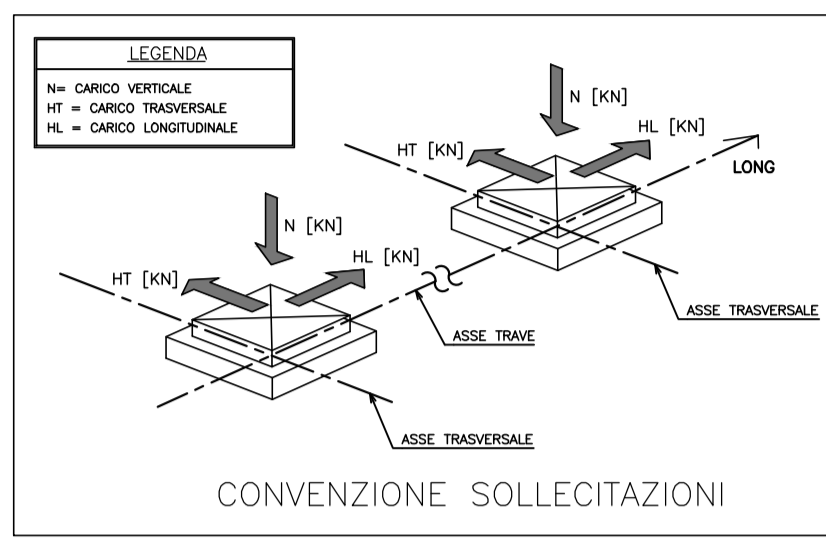 LEGENDA
N= CARICO VERTICALE
HT = CARICO TRASVERSALE
HL = CARICO LONGITUDINALE
N [KN]
HT [KN]
HL [KN]
LONG
N [KN]
HT [KN]
HL [KN]
ASSE TRASVERSALE
ASSE TRAVE
ASSE TRASVERSALE
CONVENZIONE SOLLECITAZIONI